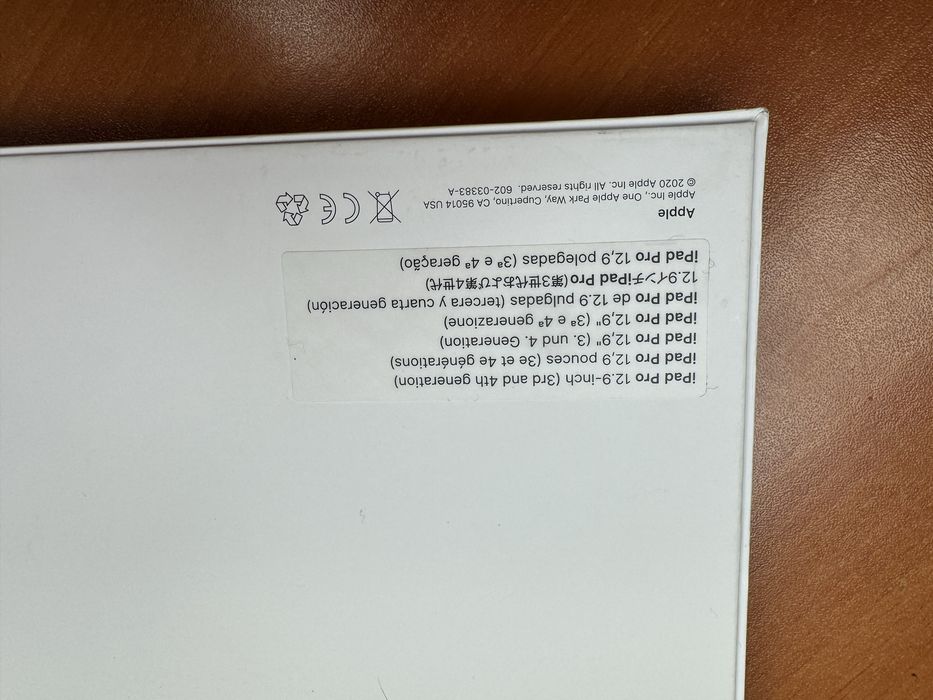 iPad Pro 12.9-inch (3rd and 4th generation)
iPad Pro 12,9 pouces (3e et 4e générations)
iPad Pro 12,9" (3. und 4. Generation)
iPad Pro 12,9" (3ª e 4ª generazione)
iPad Pro de 12.9 pulgadas (tercera y cuarta generación)
12.9インチiPad Pro(第3世代および第4世代)
iPad Pro 12,9 polegadas (3ª e 4ª geração)
Apple
Apple Inc., One Apple Park Way, Cupertino, CA 95014 USA
© 2020 Apple Inc. All rights reserved. 602-03383-A
CE